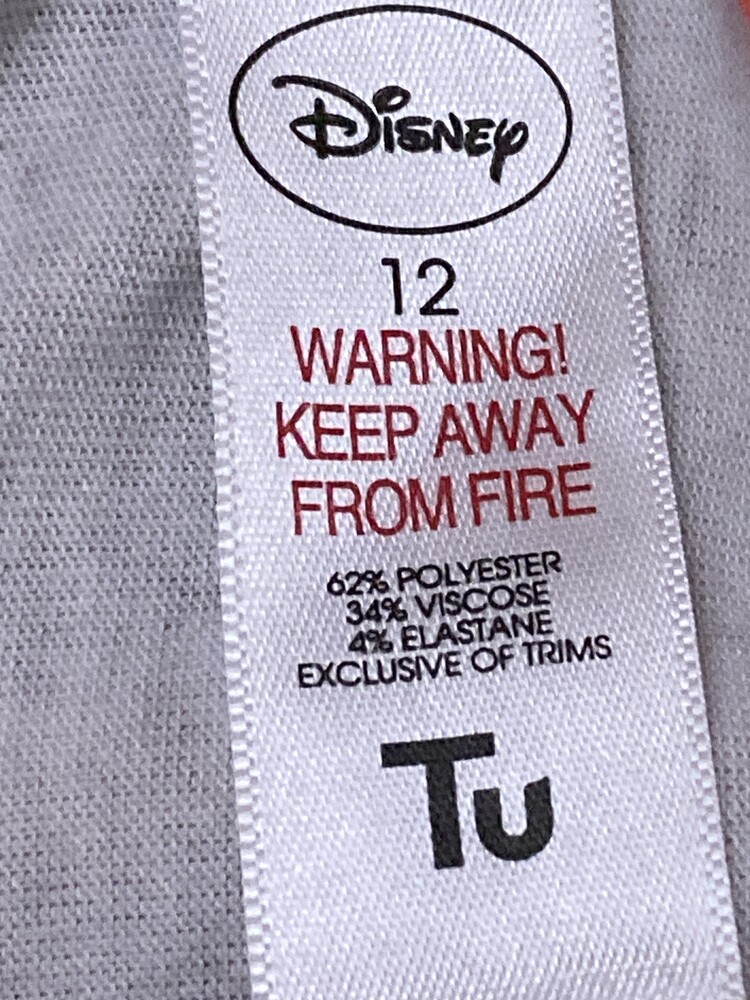 Disney
12
WARNING!
KEEP AWAY
FROM FIRE
62% POLYESTER
34% VISCOSE
4% ELASTANE
EXCLUSIVE OF TRIMS
Tu